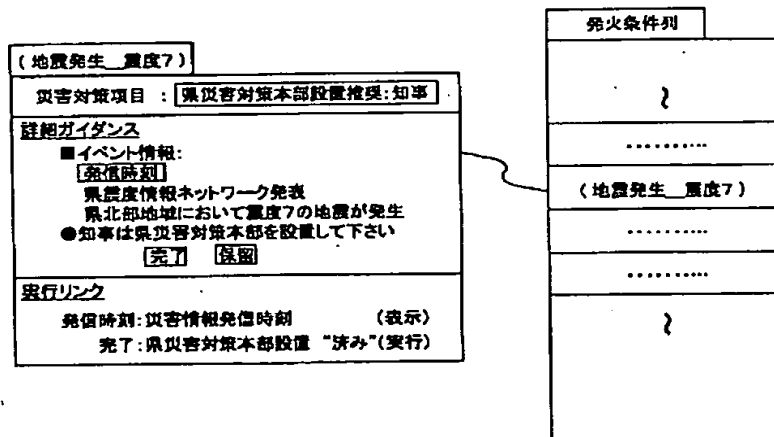 (地震発生__震度7)
災害対策項目 : 県災害対策本部設置推奨:知事
詳細ガイダンス
■イベント情報:
発信時刻
県震度情報ネットワーク発表
県北部地域において震度7の地震が発生
●知事は県災害対策本部を設置して下さい
完了 保留
実行リンク
発信時刻:災害情報発信時刻 (表示)
完了:県災害対策本部設置 “済み”(実行)
発火条件列
..........
(地震発生__震度7)
..........
..........